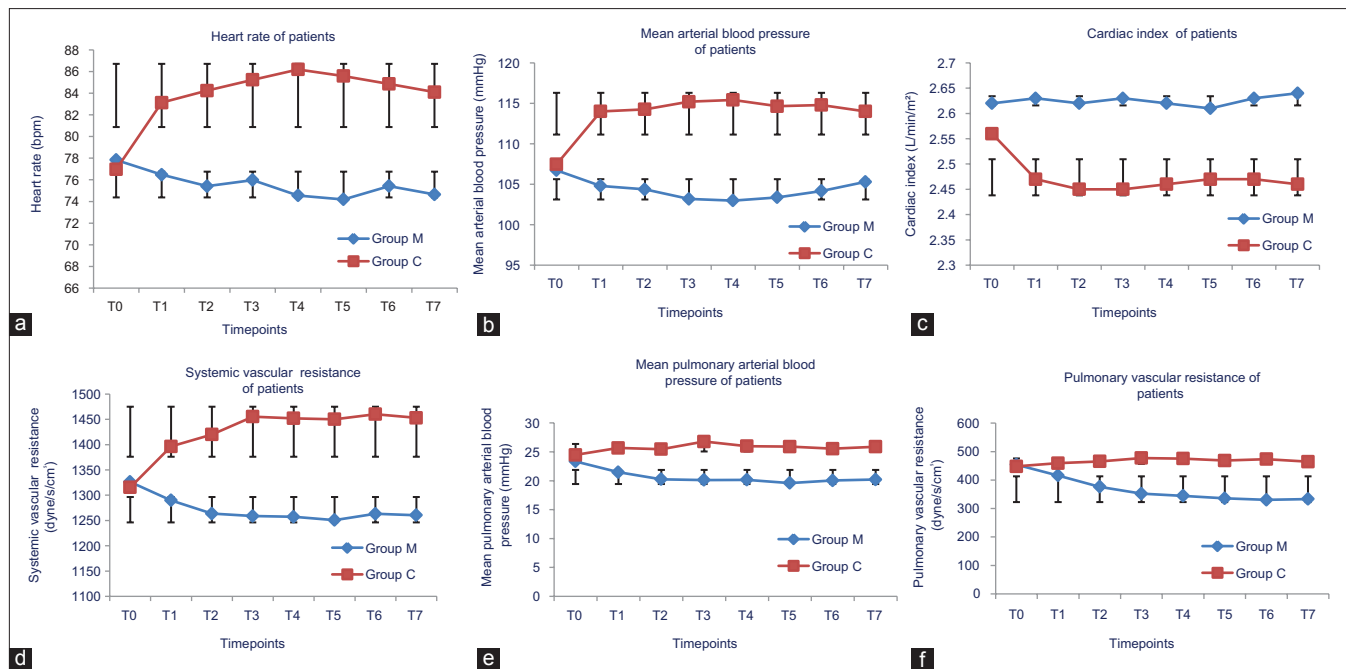 Heart rate of patients
Heart rate (bpm)
88
86
84
82
80
78
76
74
72
70
68
66
T0 T1 T2 T3 T4 T5 T6 T7
Timepoints
Group M
Group C
a
Mean arterial blood pressure
of patients
Mean arterial blood pressure (mmHg)
120
115
110
105
100
95
T0 T1 T2 T3 T4 T5 T6 T7
Timepoints
Group M
Group C
b
Cardiac index of patients
Cardiac index (L/min/m²)
2.7
2.65
2.6
2.55
2.5
2.45
2.4
2.35
2.3
T0 T1 T2 T3 T4 T5 T6 T7
Timepoints
Group M
Group C
c
Systemic vascular resistance
of patients
Systemic vascular resistance
(dyne/s/cm⁵)
1500
1450
1400
1350
1300
1250
1200
1150
1100
T0 T1 T2 T3 T4 T5 T6 T7
Timepoints
Group M
Group C
d
Mean pulmonary arterial blood
pressure of patients
Mean pulmonary arterial blood
pressure (mmHg)
30
25
20
15
10
5
0
T0 T1 T2 T3 T4 T5 T6 T7
Timepoints
Group M
Group C
e
Pulmonary vascular resistance of
patients
Pulmonary vascular resistance
(dyne/s/cm⁵)
600
500
400
300
200
100
0
T0 T1 T2 T3 T4 T5 T6 T7
Timepoints
Group M
Group C
f